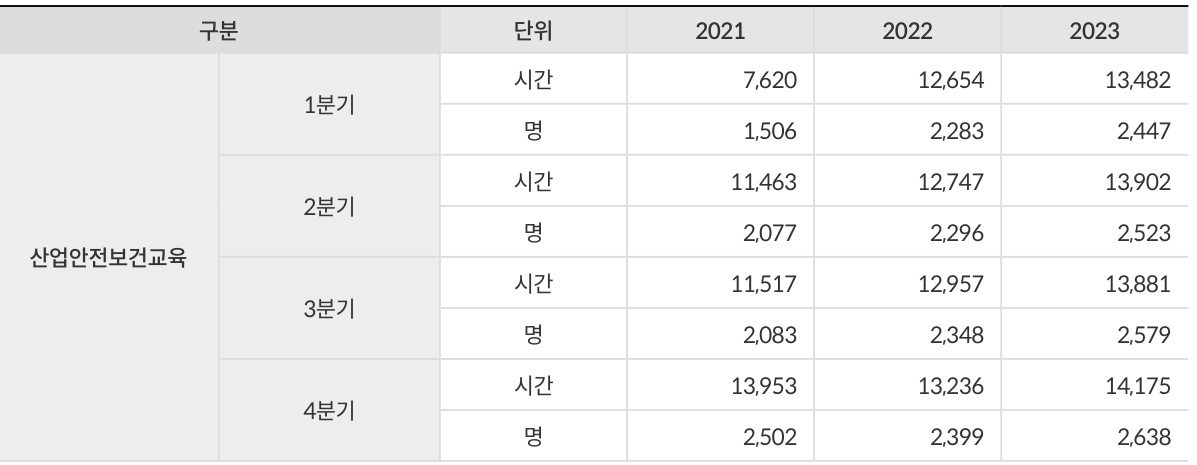 구분 단위 2021 2022 2023
산업안전보건교육
1분기 시간 7,620 12,654 13,482
명 1,506 2,283 2,447
2분기 시간 11,463 12,747 13,902
명 2,077 2,296 2,523
3분기 시간 11,517 12,957 13,881
명 2,083 2,348 2,579
4분기 시간 13,953 13,236 14,175
명 2,502 2,399 2,638